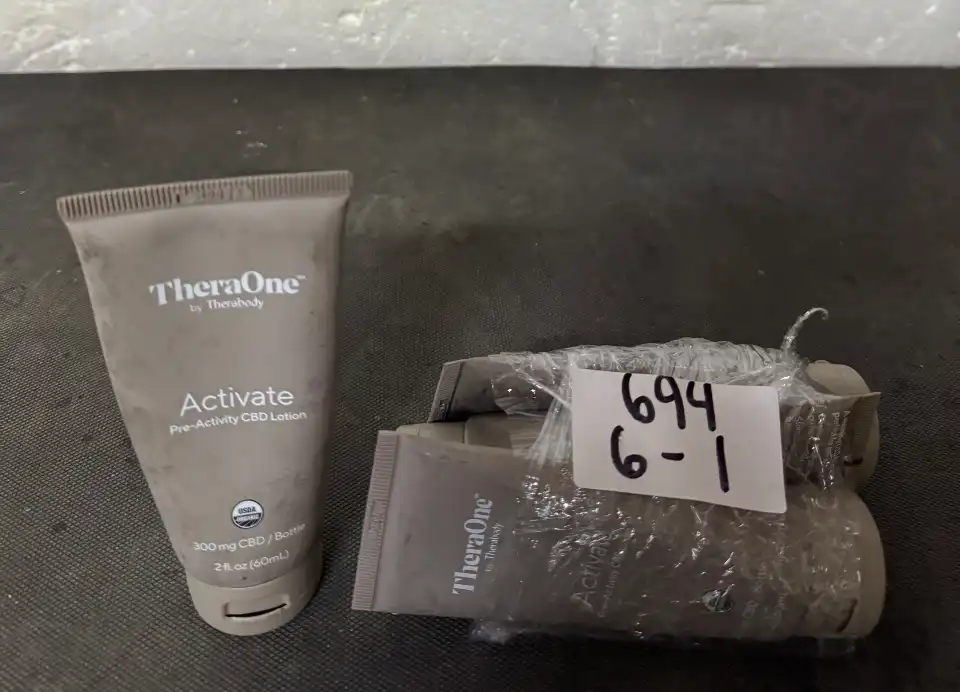 TheraOne™
by Therabody
Activate
Pre-Activity CBD Lotion
USDA
ORGANIC
300 mg CBD / Bottle
2 fl. oz (60mL)
694
6-1
TheraOne™
by Therabody
Activate